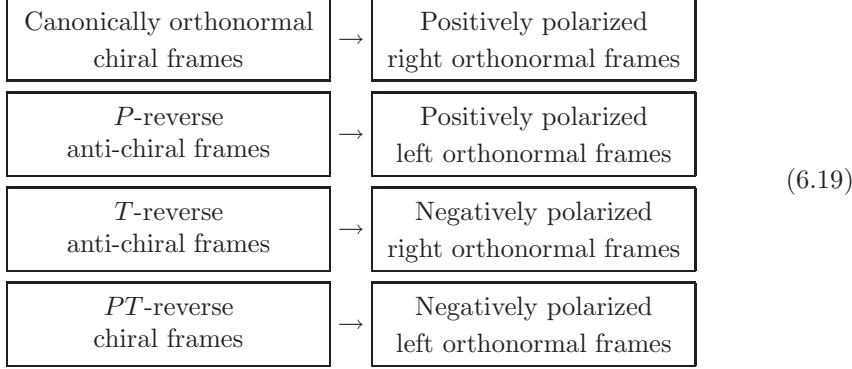 Canonically orthonormal → Positively polarized
chiral frames right orthonormal frames
P-reverse → Positively polarized
anti-chiral frames left orthonormal frames
(6.19)
T-reverse → Negatively polarized
anti-chiral frames right orthonormal frames
PT-reverse → Negatively polarized
chiral frames left orthonormal frames